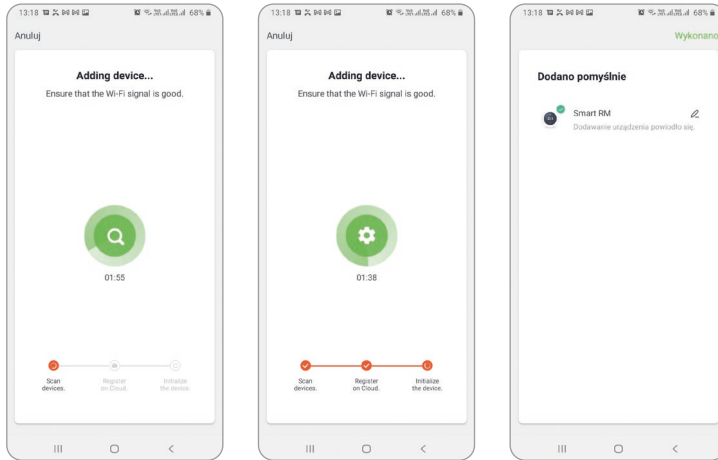 13:18
68%
Anuluj
Adding device...
Ensure that the Wi-Fi signal is good.
01:55
Scan
devices.
Register
on Cloud.
Initialize
the device.
13:18
68%
Anuluj
Adding device...
Ensure that the Wi-Fi signal is good.
01:38
Scan
devices.
Register
on Cloud.
Initialize
the device.
13:18
68%
Wykonano
Dodano pomyślnie
Smart RM
Dodawanie urządzenia powiodło się.